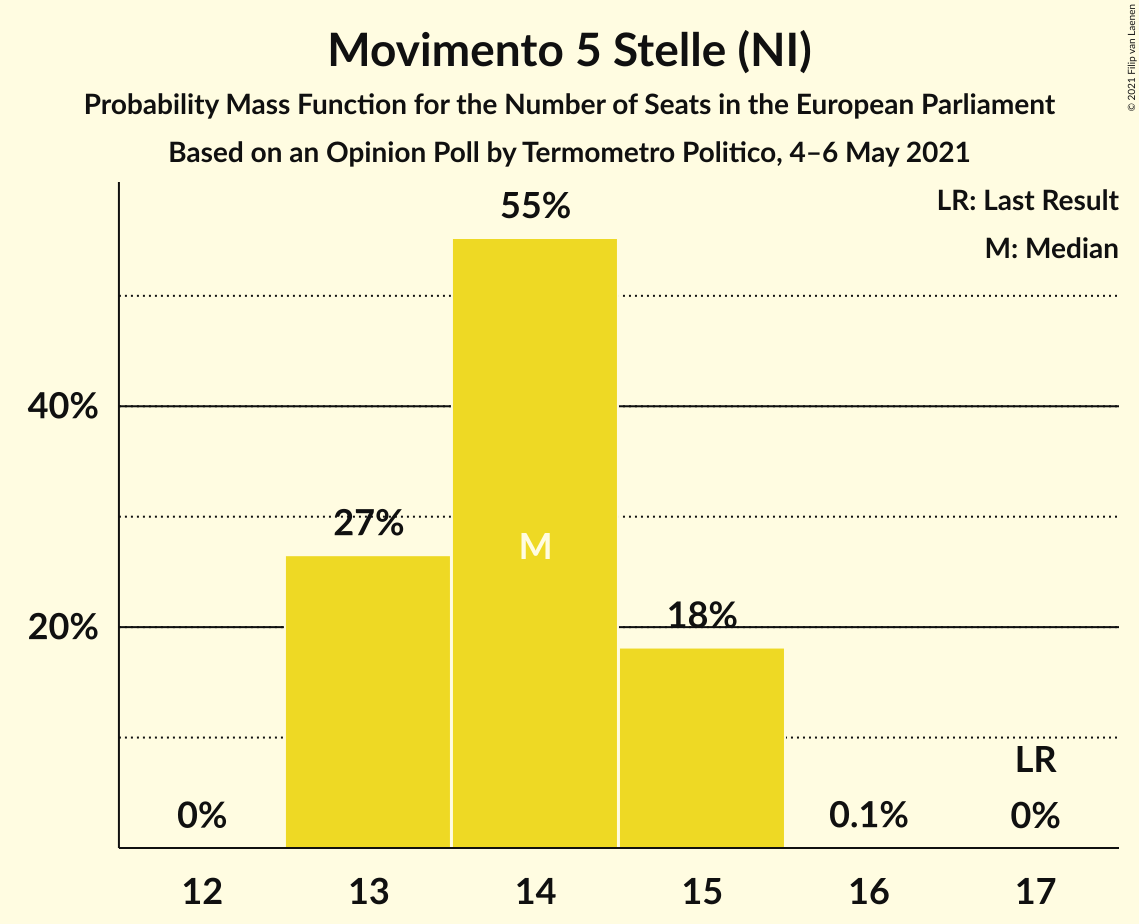 Movimento 5 Stelle (NI)
Probability Mass Function for the Number of Seats in the European Parliament
Based on an Opinion Poll by Termometro Politico, 4–6 May 2021
© 2021 Filip van Laenen
LR: Last Result
M: Median
55%
40%
27%
M
20%
18%
LR
0%
0.1%
0%
12 13 14 15 16 17